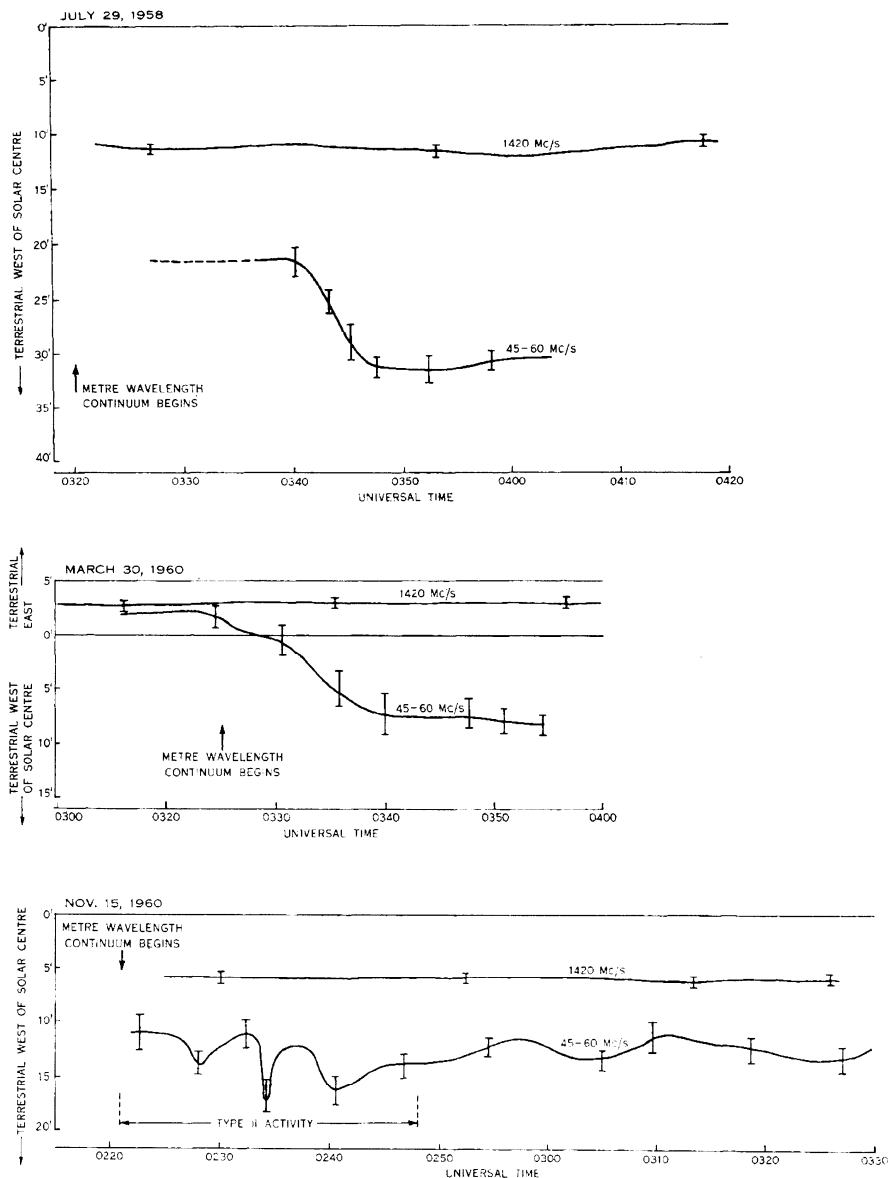 JULY 29, 1958
0'
5'
10'
15'
20'
25'
30'
35'
40'
TERRESTRIAL WEST OF SOLAR CENTRE
1420 Mc/s
45-60 Mc/s
METRE WAVELENGTH
CONTINUUM BEGINS
0320 0330 0340 0350 0400 0410 0420
UNIVERSAL TIME
MARCH 30, 1960
TERRESTRIAL
EAST
TERRESTRIAL WEST
OF SOLAR CENTRE
5'
0'
5'
10'
15'
1420 Mc/s
45-60 Mc/s
METRE WAVELENGTH
CONTINUUM BEGINS
0300 0320 0330 0340 0350 0400
UNIVERSAL TIME
NOV. 15, 1960
METRE WAVELENGTH
CONTINUUM BEGINS
TERRESTRIAL WEST OF SOLAR CENTRE
0'
5'
10'
15'
20'
1420 Mc/s
45-60 Mc/s
TYPE II ACTIVITY
0220 0230 0240 0250 0300 0310 0320 0330
UNIVERSAL TIME